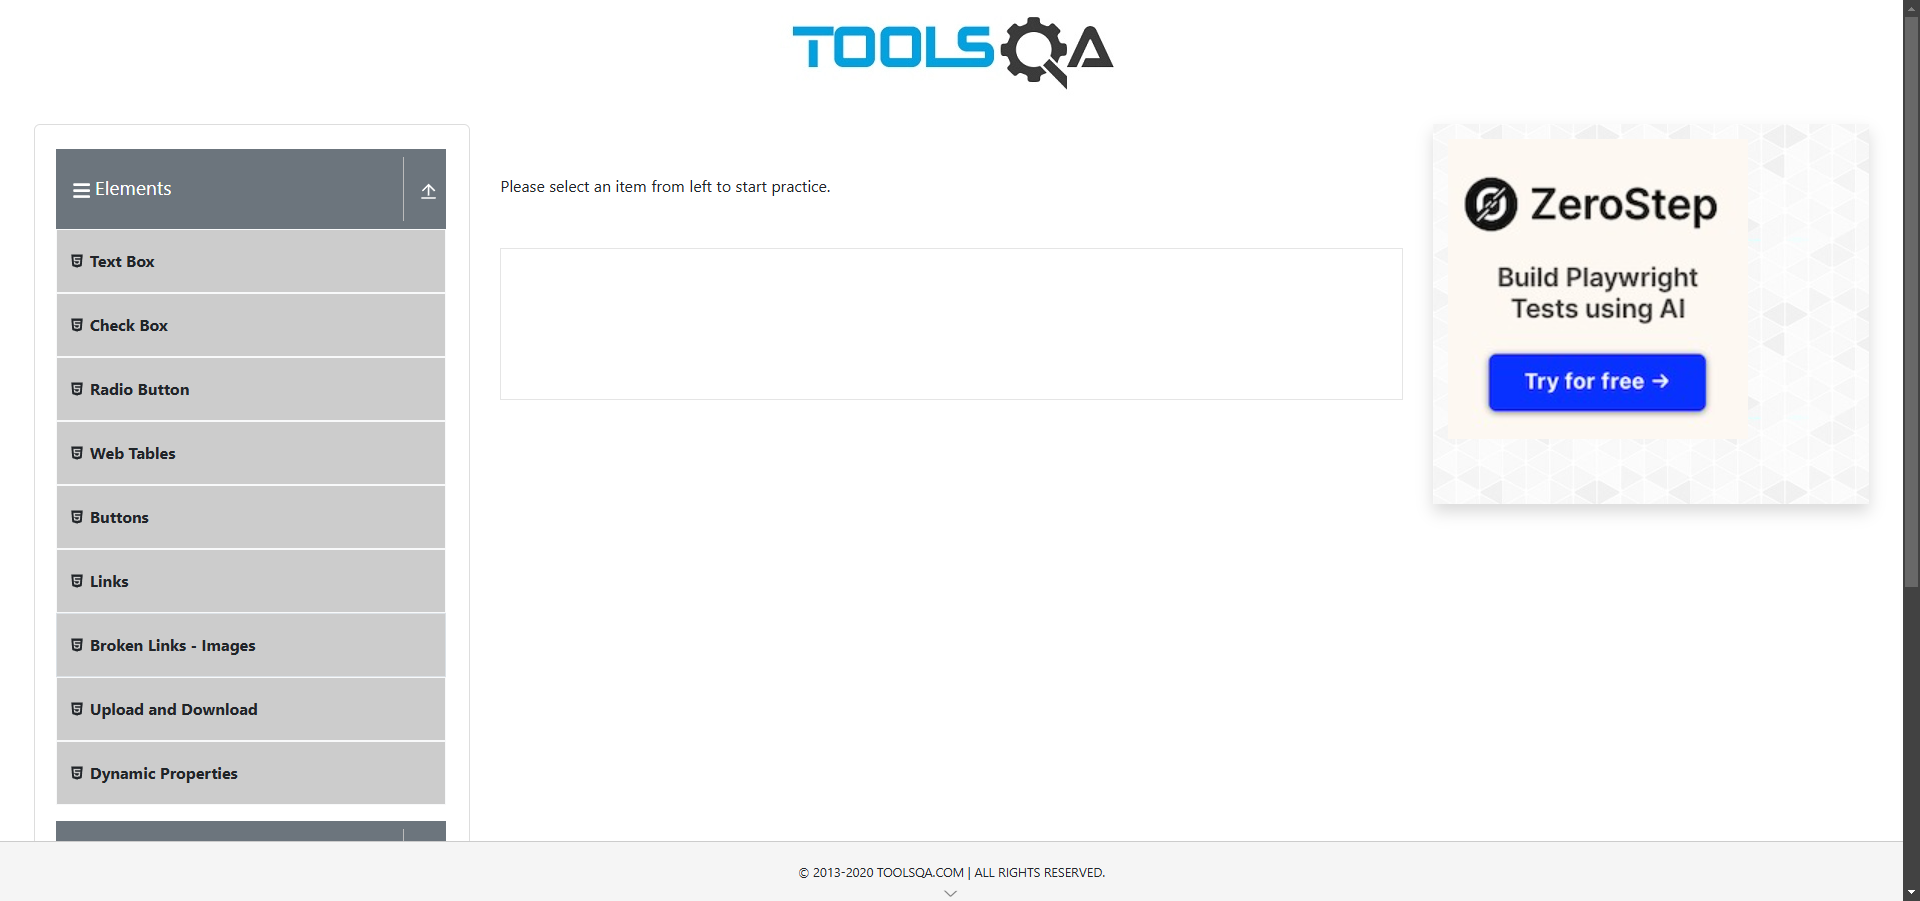 TOOLSQA
Elements
Text Box
Check Box
Radio Button
Web Tables
Buttons
Links
Broken Links - Images
Upload and Download
Dynamic Properties
Please select an item from left to start practice.
ZeroStep
Build Playwright
Tests using AI
Try for free →
© 2013-2020 TOOLSQA.COM | ALL RIGHTS RESERVED.